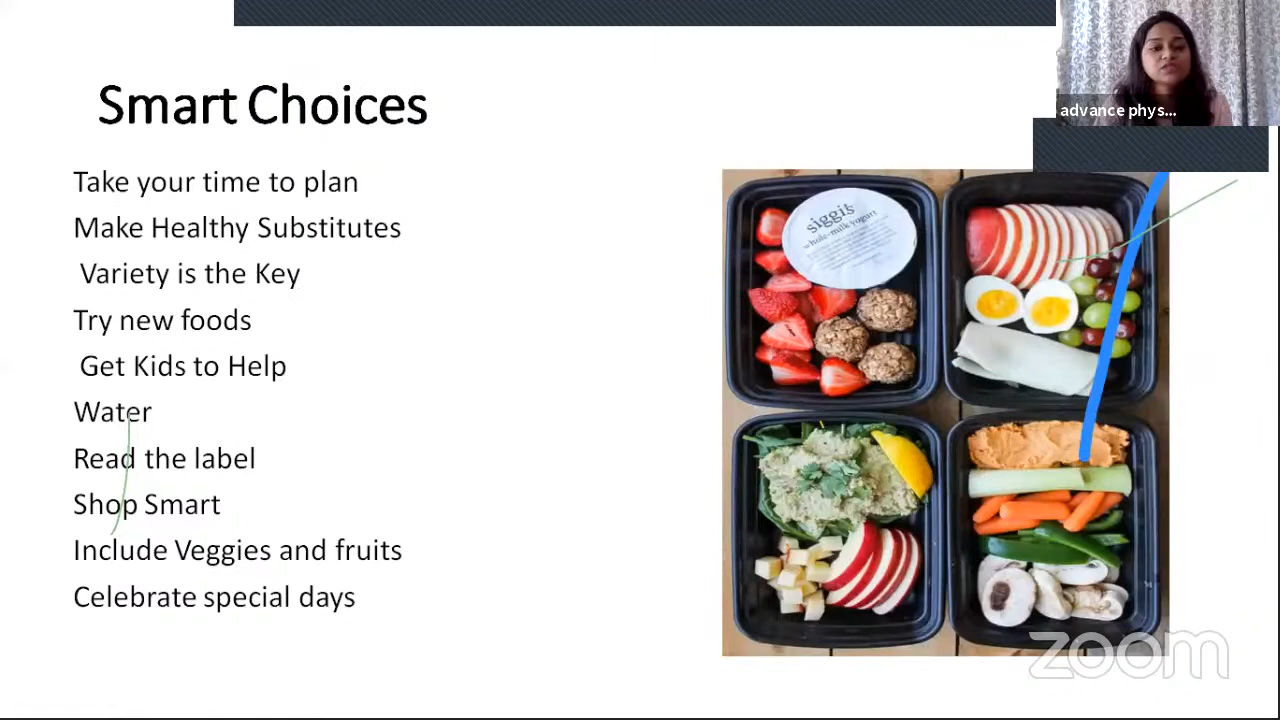 advance phys...
Smart Choices
Take your time to plan
Make Healthy Substitutes
Variety is the Key
Try new foods
Get Kids to Help
Water
Read the label
Shop Smart
Include Veggies and fruits
Celebrate special days
siggi's
whole-milk yogurt
zoom